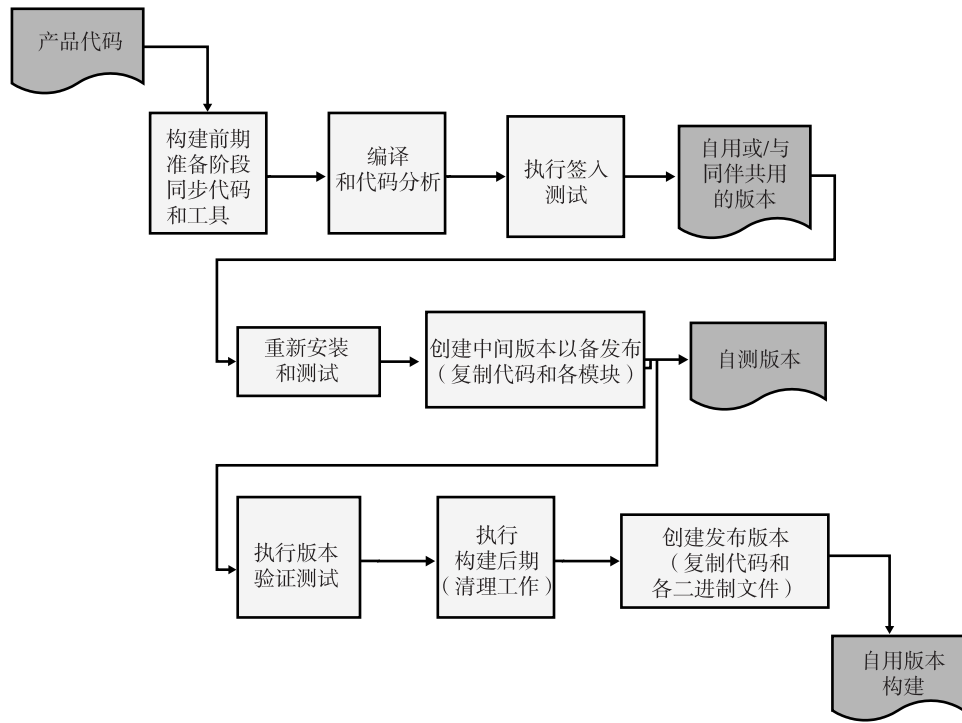 产品代码
构建前期
准备阶段
同步代码
和工具
编译
和代码分析
执行签入
测试
自用或/与
同伴共用
的版本
重新安装
和测试
创建中间版本以备发布
（复制代码和各模块）
自测版本
执行版本
验证测试
执行
构建后期
（清理工作）
创建发布版本
（复制代码和
各二进制文件）
自用版本
构建